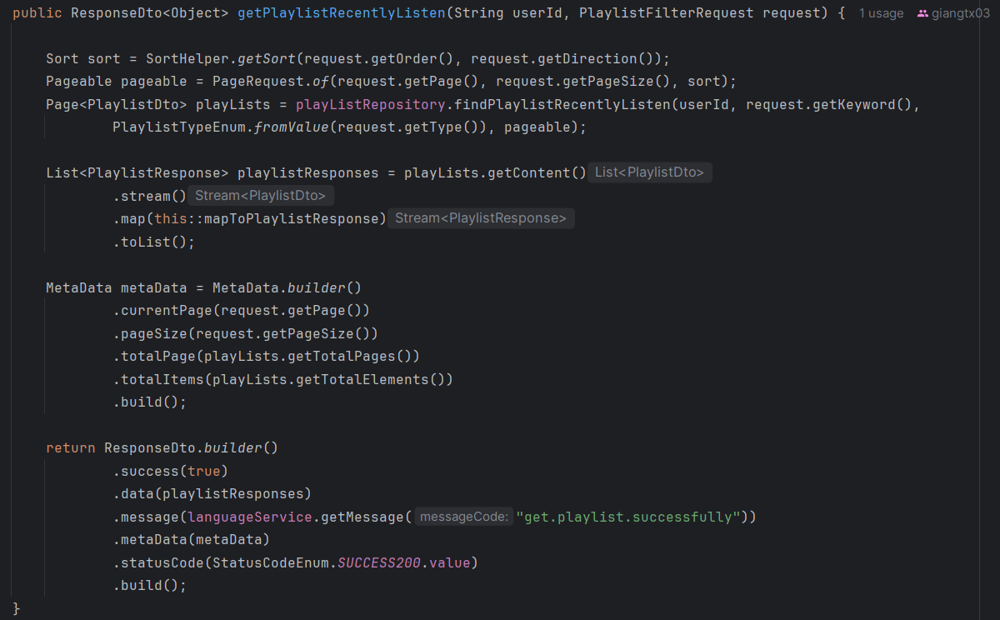 public ResponseDto<Object> getPlaylistRecentlyListen(String userId, PlaylistFilterRequest request) { 1 usage giangtx03
Sort sort = SortHelper.getSort(request.getOrder(), request.getDirection());
Pageable pageable = PageRequest.of(request.getPage(), request.getPageSize(), sort);
Page<PlaylistDto> playLists = playListRepository.findPlaylistRecentlyListen(userId, request.getKeyword(),
PlaylistTypeEnum.fromValue(request.getType()), pageable);
List<PlaylistResponse> playlistResponses = playLists.getContent() List<PlaylistDto>
.stream() Stream<PlaylistDto>
.map(this::mapToPlaylistResponse) Stream<PlaylistResponse>
.toList();
MetaData metaData = MetaData.builder()
.currentPage(request.getPage())
.pageSize(request.getPageSize())
.totalPage(playLists.getTotalPages())
.totalItems(playLists.getTotalElements())
.build();
return ResponseDto.builder()
.success(true)
.data(playlistResponses)
.message(languageService.getMessage( messageCode: "get.playlist.successfully"))
.metaData(metaData)
.statusCode(StatusCodeEnum.SUCCESS200.value)
.build();
}